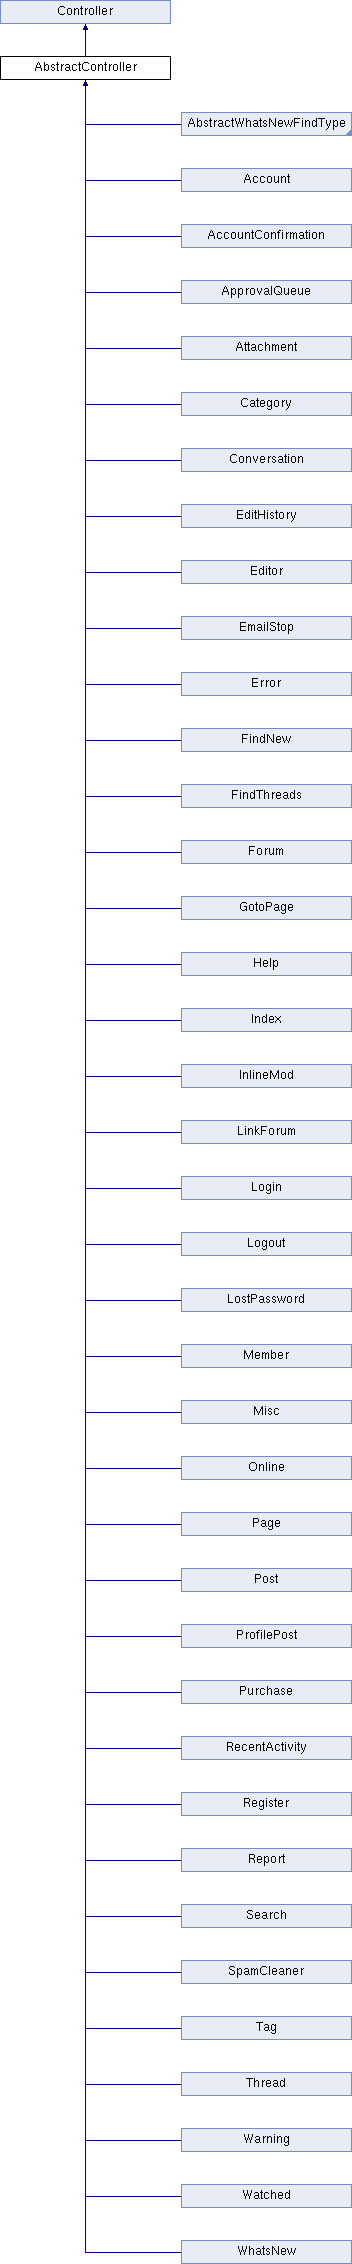 Controller
AbstractController
AbstractWhatsNewFindType
Account
AccountConfirmation
ApprovalQueue
Attachment
Category
Conversation
EditHistory
Editor
EmailStop
Error
FindNew
FindThreads
Forum
GotoPage
Help
Index
InlineMod
LinkForum
Login
Logout
LostPassword
Member
Misc
Online
Page
Post
ProfilePost
Purchase
RecentActivity
Register
Report
Search
SpamCleaner
Tag
Thread
Warning
Watched
WhatsNew